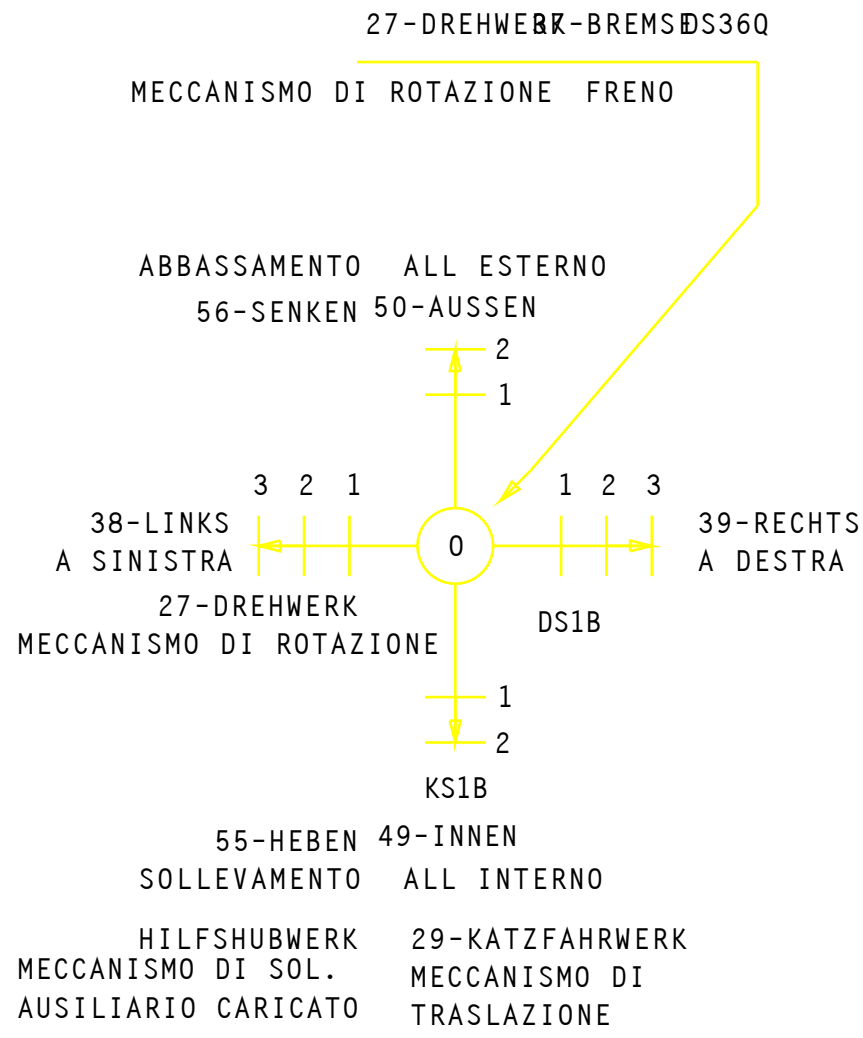 27-DREHWERK 37-BREMSE DS36Q
MECCANISMO DI ROTAZIONE FRENO
ABBASSAMENTO ALL ESTERNO
56-SENKEN 50-AUSSEN
2
1
3 2 1 1 2 3
38-LINKS 0 39-RECHTS
A SINISTRA A DESTRA
27-DREHWERK DS1B
MECCANISMO DI ROTAZIONE
1
2
KS1B
55-HEBEN 49-INNEN
SOLLEVAMENTO ALL INTERNO
HILFSHUBWERK 29-KATZFAHRWERK
MECCANISMO DI SOL. MECCANISMO DI
AUSILIARIO CARICATO TRASLAZIONE